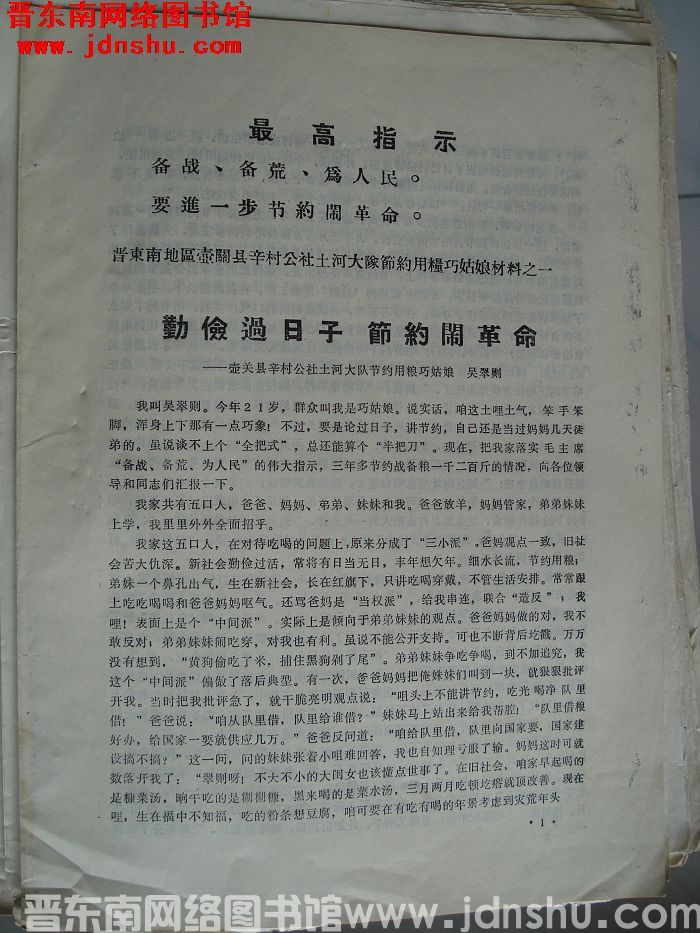 晋东南网络图书馆
www.jdnshu.com
最高指示
备战、备荒、爲人民。
要進一步节約閙革命。
晋東南地區壺關县辛村公社土河大隊節約用糧巧姑娘材料之一
勤儉過日子 節約閙革命
——壶关县辛村公社土河大队节约用粮巧姑娘 吴翠则
我叫吴翠则。今年21岁，群众叫我是巧姑娘。说实话，咱这土哩土气，笨手笨
脚，浑身上下那有一点巧象！不过，要是论过日子，讲节约，自己还是当过妈妈几天徒
弟的。虽说谈不上个“全把式”，总还能算个“半把刀”。现在，把我家落实毛主席
“备战、备荒、为人民”的伟大指示，三年多节约战备粮一千二百斤的情况，向各位领
导和同志们汇报一下。
我家共有五口人，爸爸、妈妈、弟弟、妹妹和我。爸爸放羊，妈妈管家，弟弟妹妹
上学，我里里外外全面招乎。
我家这五口人，在对待吃喝的问题上，原来分成了“三小派”。爸妈观点一致，旧社
会苦大仇深。新社会勤俭过活，常将有日当无日，丰年想欠年。细水长流，节约用粮；
弟妹一个鼻孔出气，生在新社会，长在红旗下，只讲吃喝穿戴，不管生活安排。常常跟
上吃吃喝喝和爸爸妈妈呕气。还骂爸妈是“当权派”，给我串连，联合“造反”；我
哩！表面上是个“中间派”。实际上是倾向于弟弟妹妹的观点。爸爸妈妈做的对，我不
敢反对；弟弟妹妹闹吃穿，对我也有利。虽说不能公开支持。可也不断背后圪戳。万万
没有想到，“黄狗偷吃了米，捕住黑狗剁了尾”。弟弟妹妹争吃争喝，到不加追究，我
这个“中间派”偏做了落后典型。有一次，爸爸妈妈把俺妹妹们叫到一块，就狠狠批评
开我。当时把我批评急了，就干脆亮明观点说：“咀头上不能讲节约，吃光喝净队里
借！”爸爸说：“咱从队里借，队里给谁借？”妹妹马上站出来给我帮腔：“队里借粮
好办，给国家一要就供应几万。”爸爸反问道：“咱给队里借，队里向国家要，国家建
设搞不搞？”这一问，问的妹妹张着小咀难回答，我也自知理亏服了输。妈妈这时可就
数落开我了：“翠则呀！不大不小的大闺女也该懂点世事了。在旧社会，咱家早起喝的
是糠菜汤，晌午吃的是糊糊糠，黑来喝的是菜水汤，三月两月吃顿圪瘩就顶改善。现在
哩，生在福中不知福，吃的粉条想豆腐，咱可要在有吃有喝的年景考虑到灾荒年头
·1·
晋东南网络图书馆 www.jdnshu.com